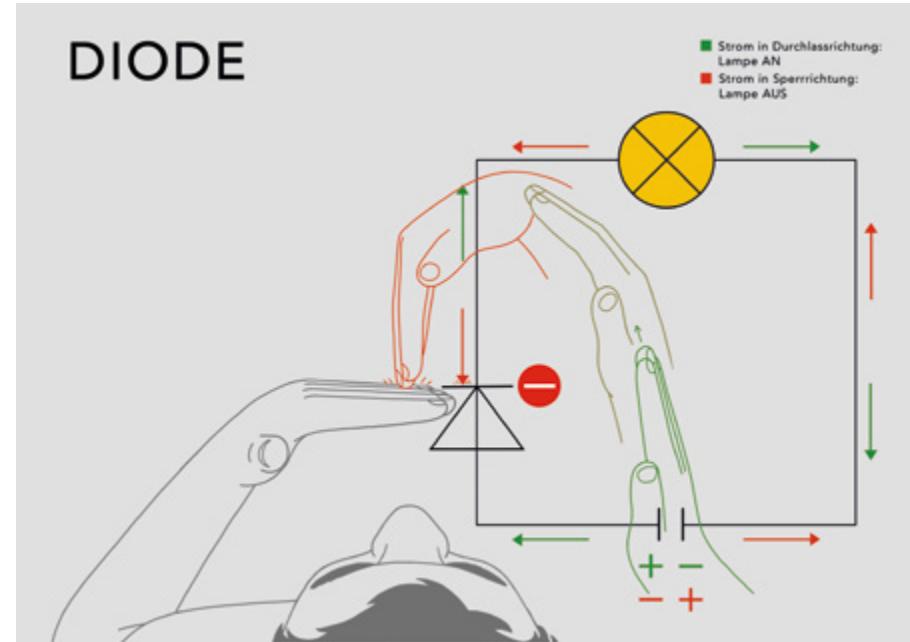 DIODE
Strom in Durchlassrichtung:
Lampe AN
Strom in Sperrrichtung:
Lampe AUS
+ −
− +